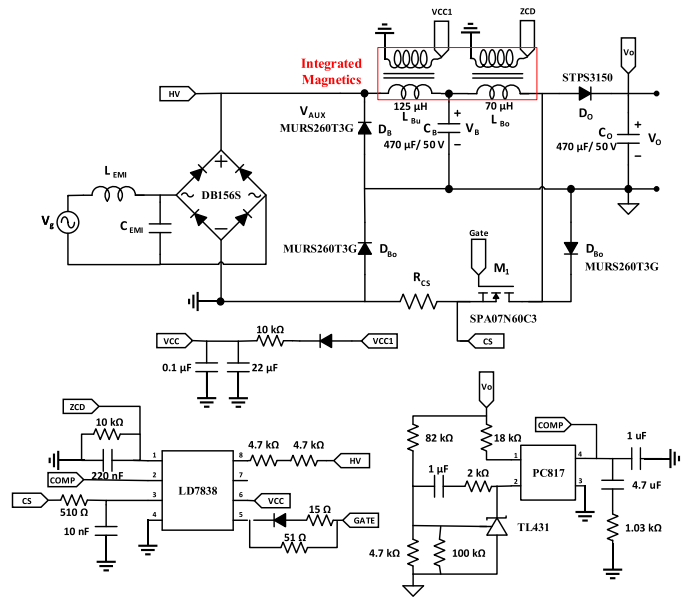 VCC1
ZCD
Integrated
Magnetics
Vo
STPS3150
HV
125 µH
L Bu
70 µH
L Bo
DO
VAUX
MURS260T3G
DB
CB
+
VB
−
470 µF/ 50 V
CO
+
VO
−
470 µF/ 50 V
L EMI
+
DB156S
~
~
−
Vg
C EMI
MURS260T3G
DBo
Gate
M1
DBo
MURS260T3G
RCS
SPA07N60C3
CS
VCC
10 kΩ
VCC1
0.1 µF
22 µF
ZCD
10 kΩ
220 nF
COMP
CS
510 Ω
10 nF
1
2
3
4
LD7838
8
7
6
5
4.7 kΩ
4.7 kΩ
HV
VCC
15 Ω
GATE
51 Ω
Vo
82 kΩ
18 kΩ
COMP
1 µF
2 kΩ
1
2
PC817
4
3
1 uF
4.7 uF
TL431
1.03 kΩ
4.7 kΩ
100 kΩ